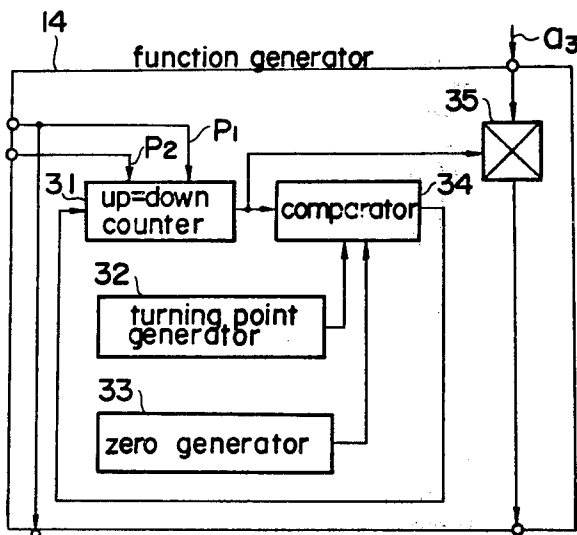 14
function generator
a3
35
P1
P2
31
up=down
counter
34
comparator
32
turning point
generator
33
zero generator